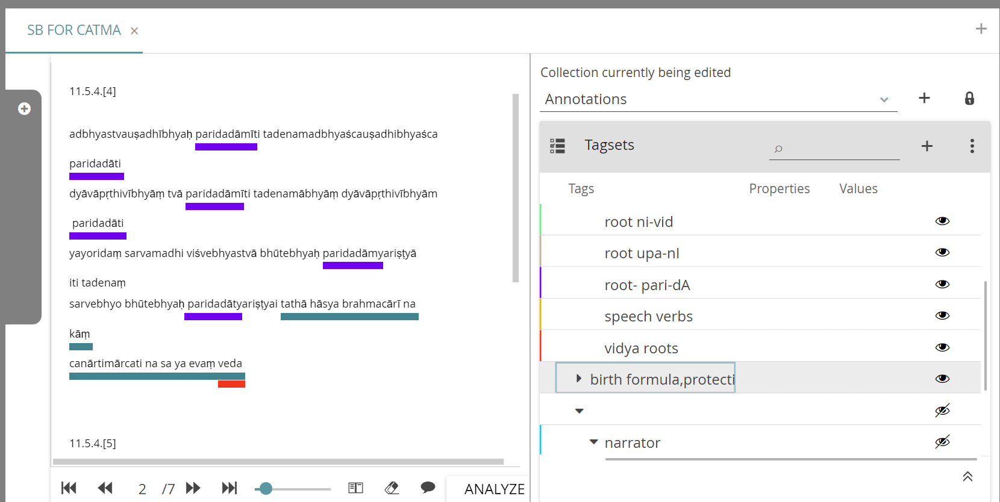 SB FOR CATMA ×
11.5.4.[4]
adbhyastvauṣadhībhyaḥ paridadāmīti tadenamadbhyaścauṣadhibhyaśca
paridadāti
dyāvāpṛthivībhyāṃ tvā paridadāmīti tadenamābhyāṃ dyāvāpṛthivībhyām
paridadāti
yayoridaṃ sarvamadhi viśvebhyastvā bhūtebhyaḥ paridadāmyariṣṭyā
iti tadenaṃ
sarvebhyo bhūtebhyaḥ paridadātyariṣṭyai tathā hāsya brahmacārī na
kāṃ
canārtimārcati na sa ya evaṃ veda
11.5.4.[5]
2 /7
ANALYZE
Collection currently being edited
Annotations
Tagsets
Tags Properties Values
root ni-vid
root upa-nl
root- pari-dA
speech verbs
vidya roots
birth formula,protecti
narrator